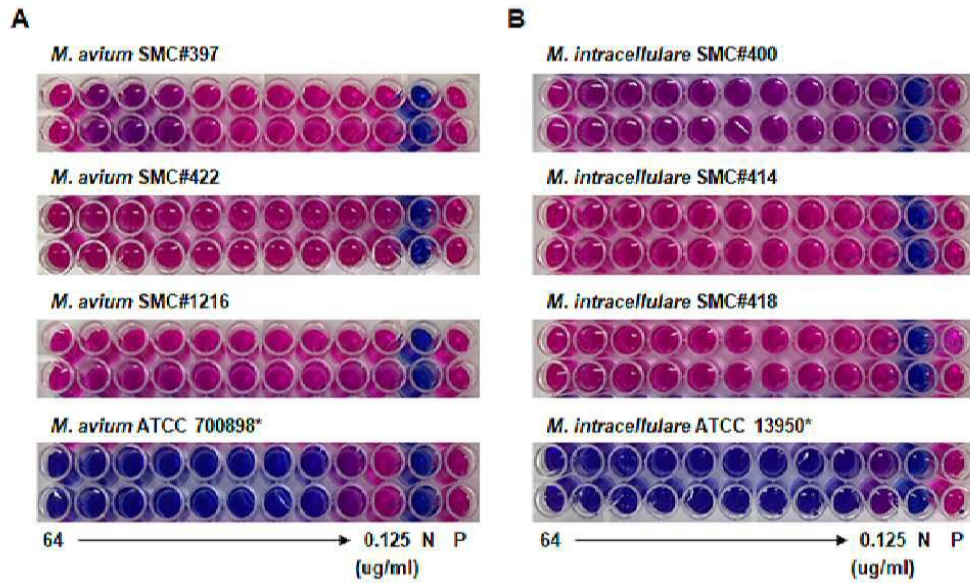 A
B
M. avium SMC#397
M. intracellulare SMC#400
M. avium SMC#422
M. intracellulare SMC#414
M. avium SMC#1216
M. intracellulare SMC#418
M. avium ATCC 700898*
M. intracellulare ATCC 13950*
64 0.125 N P
(ug/ml)
64 0.125 N P
(ug/ml)